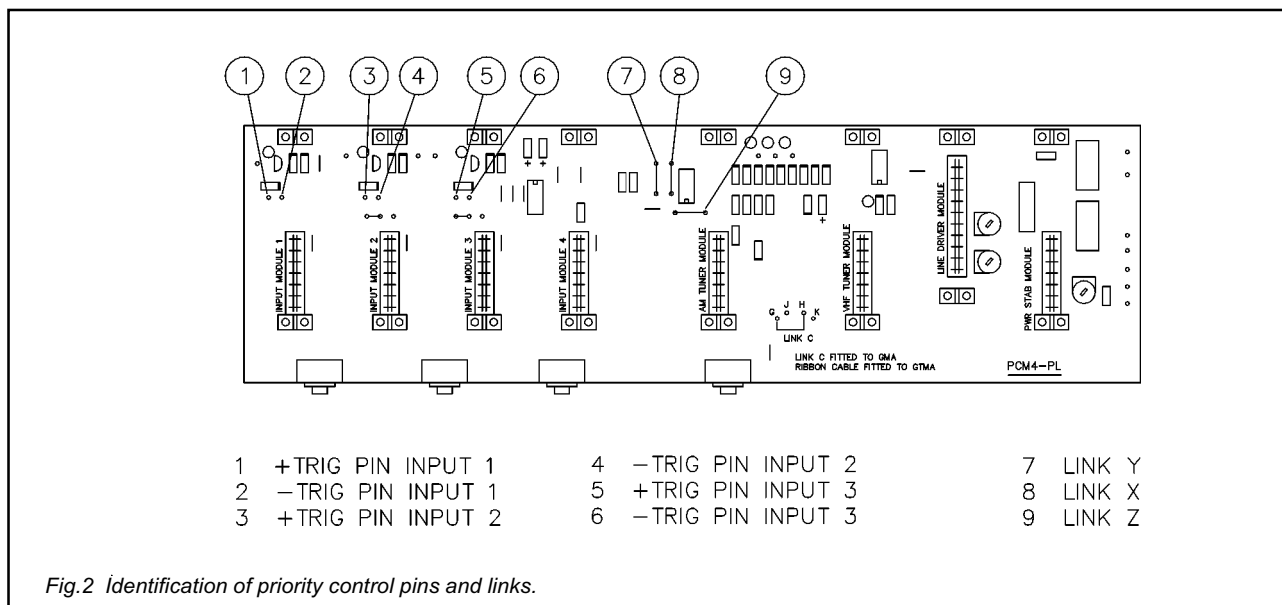 1 2 3 4 5 6 7 8 9
INPUT MODULE 1
INPUT MODULE 2
INPUT MODULE 3
INPUT MODULE 4
AM TUNER MODULE
VHF TUNER MODULE
LINE DRIVER MODULE
PWR STAB MODULE
+ +
+
G J H K
LINK C
LINK C FITTED TO GMA
RIBBON CABLE FITTED TO GTMA
PCM4-PL
1 +TRIG PIN INPUT 1
2 -TRIG PIN INPUT 1
3 +TRIG PIN INPUT 2
4 -TRIG PIN INPUT 2
5 +TRIG PIN INPUT 3
6 -TRIG PIN INPUT 3
7 LINK Y
8 LINK X
9 LINK Z
Fig.2 İdentification of priority control pins and links.